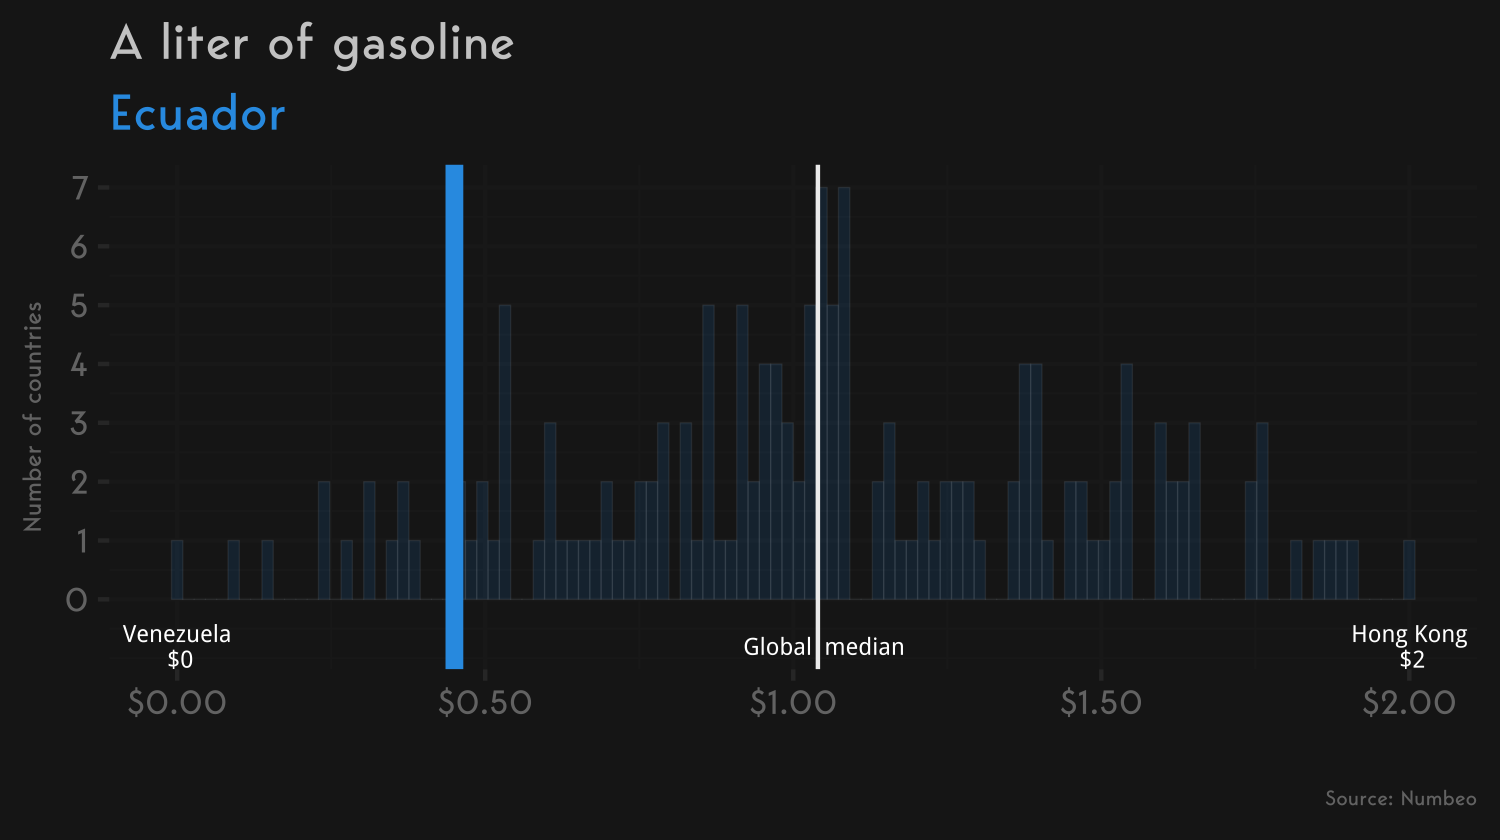 A liter of gasoline
Ecuador
Number of countries
7
6
5
4
3
2
1
0
Venezuela
$0
Global median
Hong Kong
$2
$0.00 $0.50 $1.00 $1.50 $2.00
Source: Numbeo